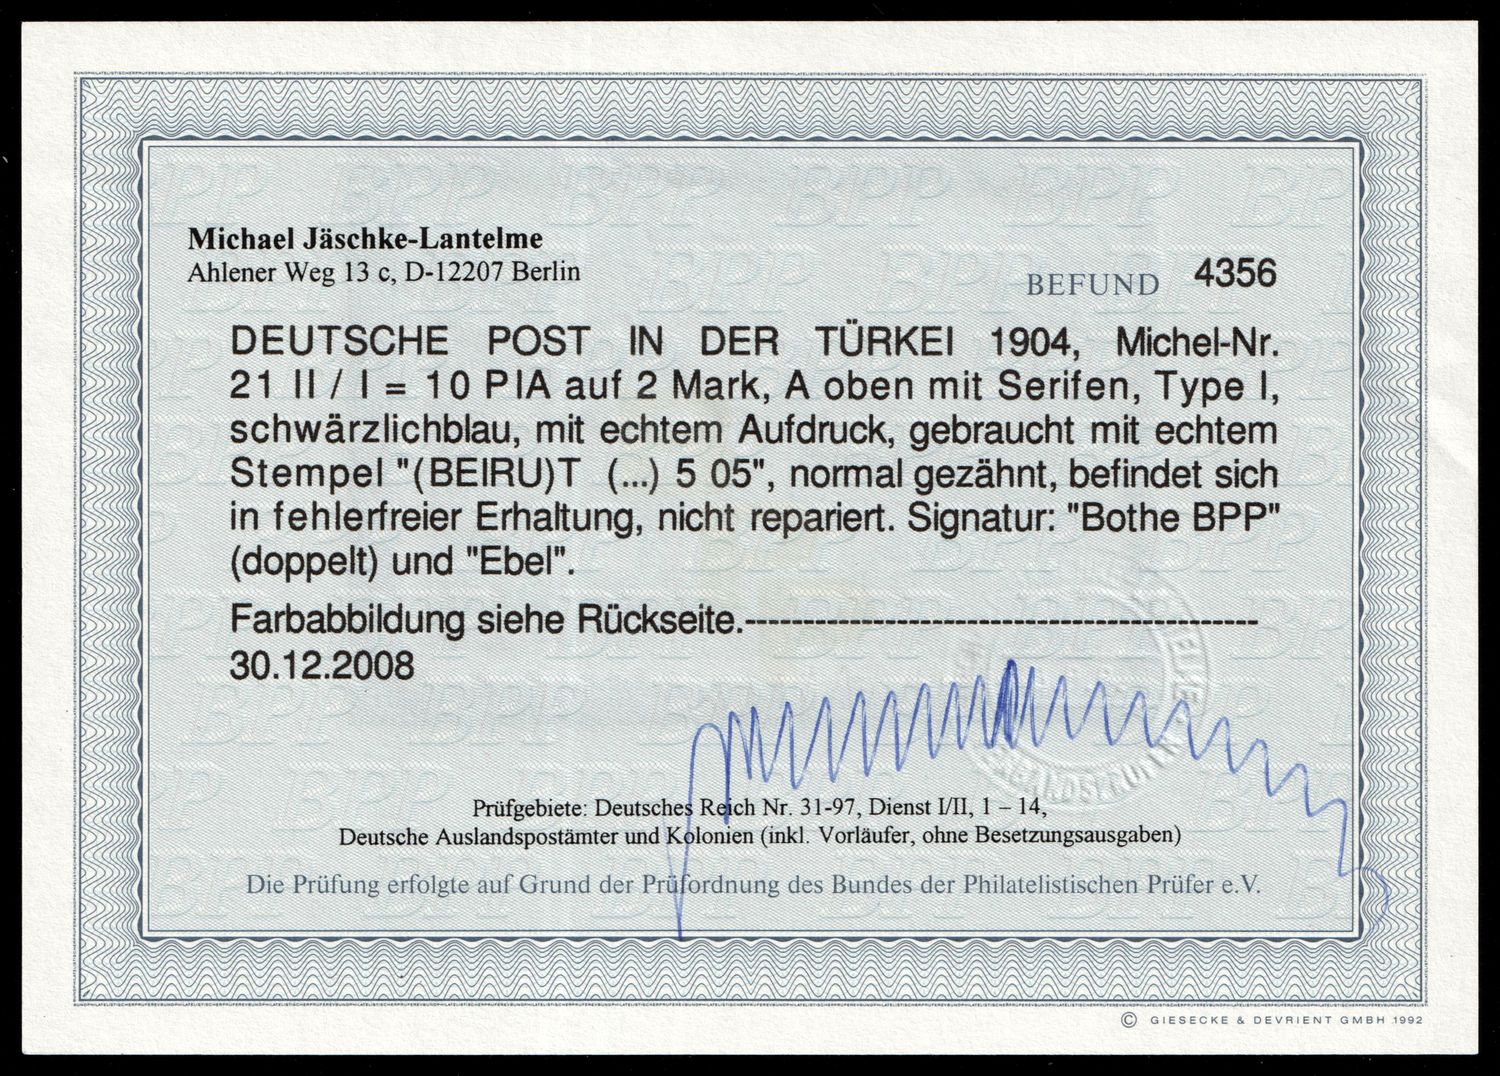 Michael Jäschke-Lantelme
Ahlener Weg 13 c, D-12207 Berlin
BEFUND 4356
DEUTSCHE POST IN DER TÜRKEI 1904, Michel-Nr.
21 II / I = 10 PIA auf 2 Mark, A oben mit Serifen, Type I,
schwärzlichblau, mit echtem Aufdruck, gebraucht mit echtem
Stempel "(BEIRU)T (...) 5 05", normal gezähnt, befindet sich
in fehlerfreier Erhaltung, nicht repariert. Signatur: "Bothe BPP"
(doppelt) und "Ebel".
Farbabbildung siehe Rückseite.--------------------------------------------
30.12.2008
Prüfgebiete: Deutsches Reich Nr. 31-97, Dienst I/II, 1 – 14,
Deutsche Auslandspostämter und Kolonien (inkl. Vorläufer, ohne Besetzungsausgaben)
Die Prüfung erfolgte auf Grund der Prüfordnung des Bundes der Philatelistischen Prüfer e.V.
© GIESECKE & DEVRIENT GMBH 1992